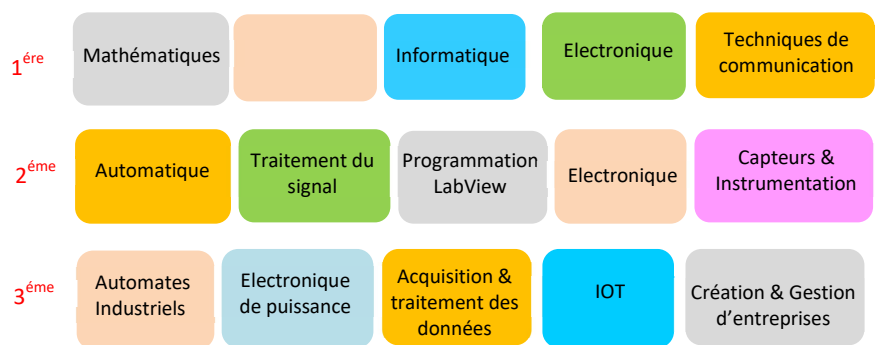 1ére
Mathématiques
Informatique
Electronique
Techniques de
communication
2éme
Automatique
Traitement du
signal
Programmation
LabView
Electronique
Capteurs &
Instrumentation
3éme
Automates
Industriels
Electronique
de puissance
Acquisition &
traitement des
données
IOT
Création & Gestion
d’entreprises